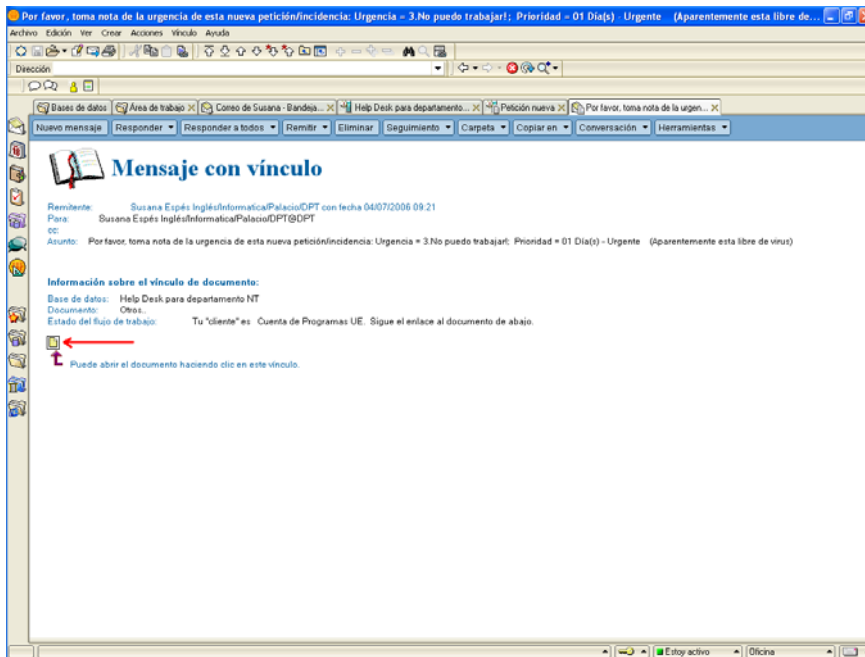 Por favor, toma nota de la urgencia de esta nueva petición/incidencia: Urgencia = 3.No puedo trabajar!; Prioridad = 01 Día(s) - Urgente (Aparentemente esta libre de...
Archivo Edición Ver Crear Acciones Vínculo Ayuda
Dirección
Bases de datos Área de trabajo Correo de Susana - Bandeja... Help Desk para departamento... Petición nueva Por favor, toma nota de la urgen...
Nuevo mensaje Responder Responder a todos Remitir Eliminar Seguimiento Carpeta Copiar en Conversación Herramientas
Mensaje con vínculo
Remitente: Susana Espés Inglés/Informatica/Palacio/DPT con fecha 04/07/2006 09:21
Para: Susana Espés Inglés/Informatica/Palacio/DPT@DPT
cc:
Asunto: Por favor, toma nota de la urgencia de esta nueva petición/incidencia: Urgencia = 3.No puedo trabajar!; Prioridad = 01 Día(s) - Urgente (Aparentemente esta libre de virus)
Información sobre el vínculo de documento:
Base de datos: Help Desk para departamento NT
Documento: Otros..
Estado del flujo de trabajo: Tu "cliente" es Cuenta de Programas UE. Sigue el enlace al documento de abajo.
Puede abrir el documento haciendo clic en este vínculo.
Estoy activo Oficina